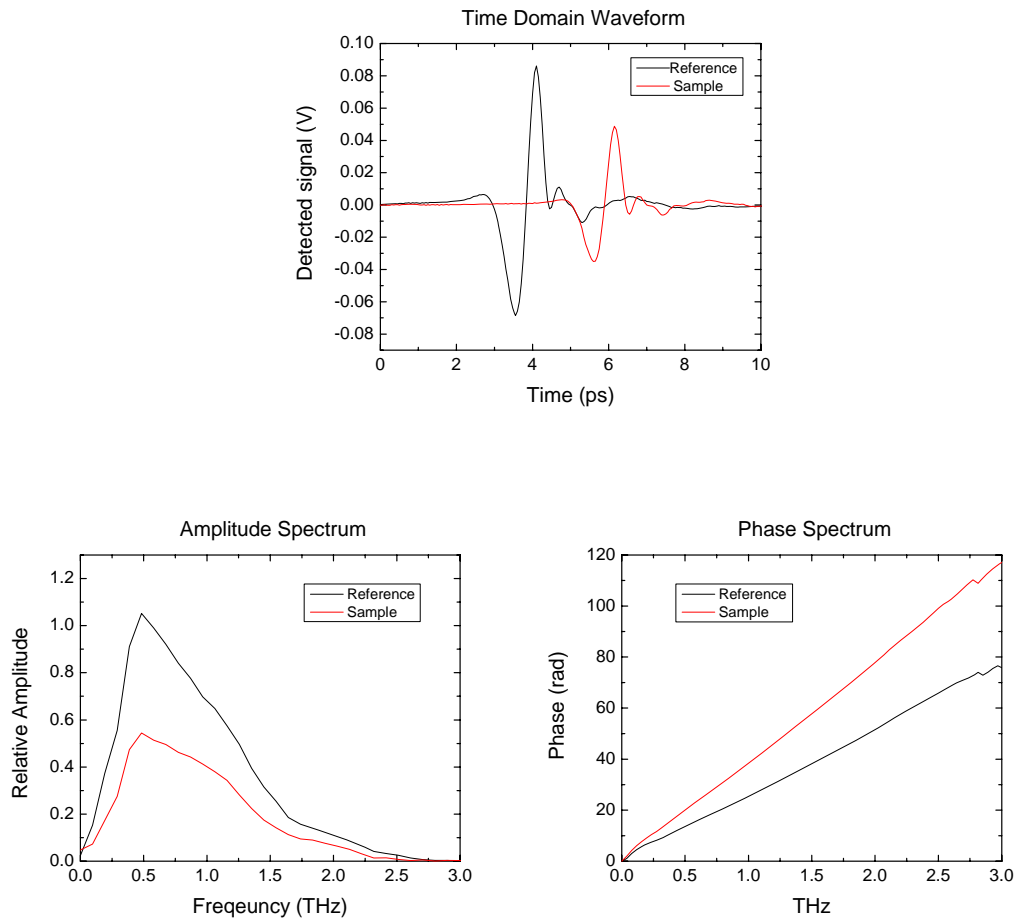 Time Domain Waveform
0.10
0.08
0.06
0.04
0.02
0.00
-0.02
-0.04
-0.06
-0.08
Detected signal (V)
Reference
Sample
0 2 4 6 8 10
Time (ps)
Amplitude Spectrum
1.2
1.0
0.8
0.6
0.4
0.2
0.0
Relative Amplitude
Reference
Sample
0.0 0.5 1.0 1.5 2.0 2.5 3.0
Freqeuncy (THz)
Phase Spectrum
120
100
80
60
40
20
0
Phase (rad)
Reference
Sample
0.0 0.5 1.0 1.5 2.0 2.5 3.0
THz